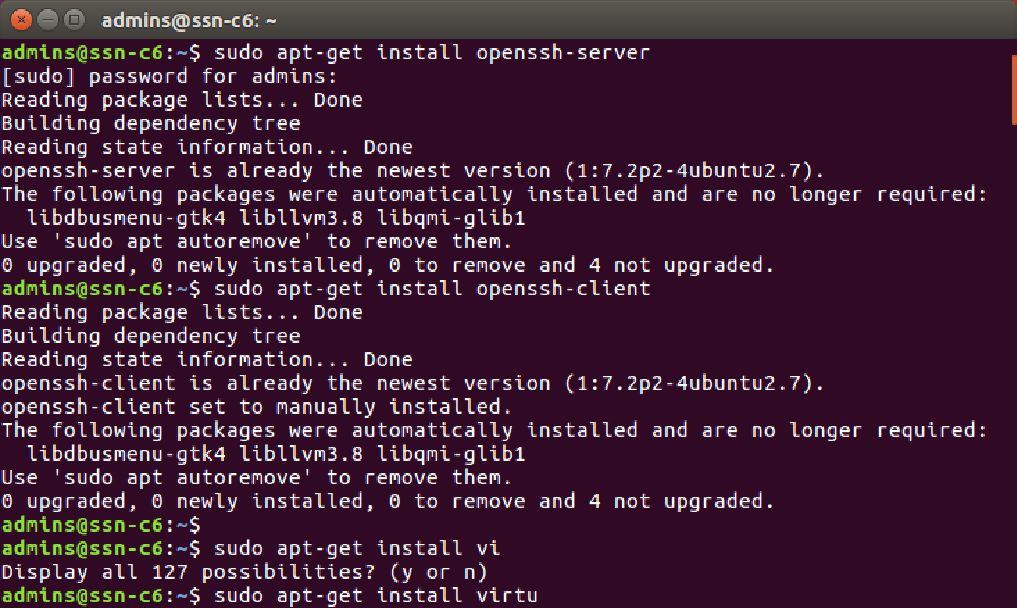 admins@ssn-c6: ~
admins@ssn-c6:~$ sudo apt-get install openssh-server
[sudo] password for admins:
Reading package lists... Done
Building dependency tree
Reading state information... Done
openssh-server is already the newest version (1:7.2p2-4ubuntu2.7).
The following packages were automatically installed and are no longer required:
  libdbusmenu-gtk4 libllvm3.8 libqmi-glib1
Use 'sudo apt autoremove' to remove them.
0 upgraded, 0 newly installed, 0 to remove and 4 not upgraded.
admins@ssn-c6:~$ sudo apt-get install openssh-client
Reading package lists... Done
Building dependency tree
Reading state information... Done
openssh-client is already the newest version (1:7.2p2-4ubuntu2.7).
openssh-client set to manually installed.
The following packages were automatically installed and are no longer required:
  libdbusmenu-gtk4 libllvm3.8 libqmi-glib1
Use 'sudo apt autoremove' to remove them.
0 upgraded, 0 newly installed, 0 to remove and 4 not upgraded.
admins@ssn-c6:~$
admins@ssn-c6:~$ sudo apt-get install vi
Display all 127 possibilities? (y or n)
admins@ssn-c6:~$ sudo apt-get install virtu